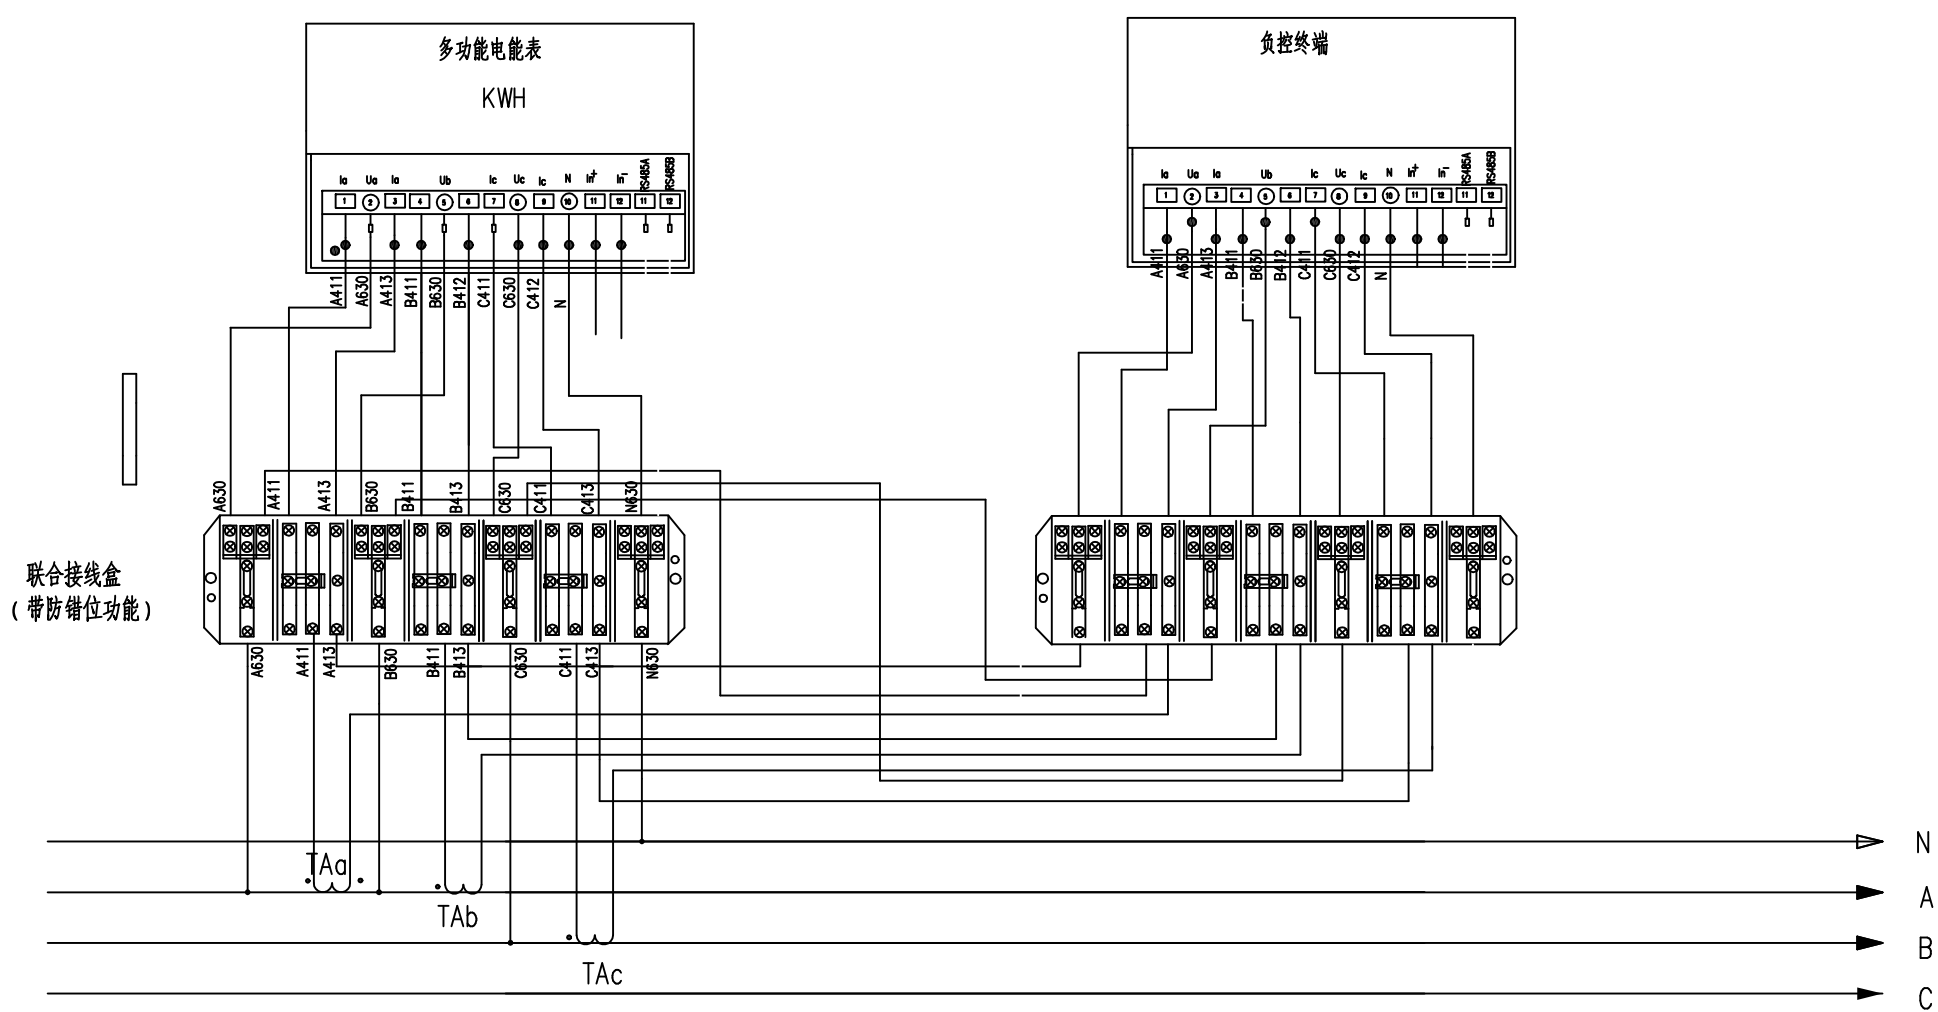 多功能电能表
KWH
负控终端
Ia Ua Ia Ub Ic Uc Ic N In+ In- RS485A RS485B
1 2 3 4 5 6 7 8 9 10 11 12 11 12
A411 A630 A413 B411 B630 B412 C411 C630 C412 N
Ia Ua Ia Ub Ic Uc Ic N In+ In- RS485A RS485B
1 2 3 4 5 6 7 8 9 10 11 12 11 12
A411 A630 A413 B411 B630 B412 C411 C630 C412 N
A630 A411 A413 B630 B411 B413 C630 C411 C413 N630
联合接线盒
(带防错位功能)
A630 A411 A413 B630 B411 B413 C630 C411 C413 N630
N
TAa
A
TAb
B
TAc
C